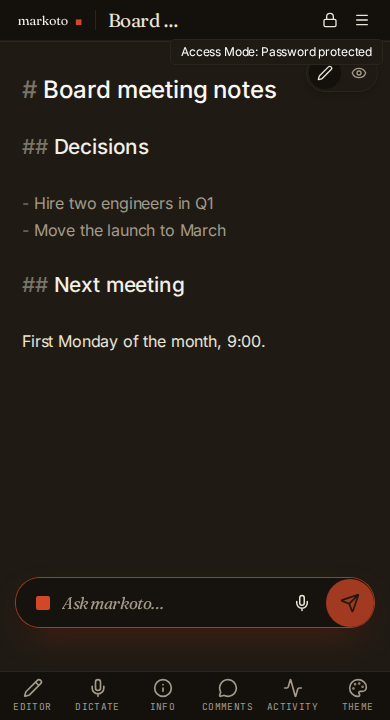 markoto
Board ...
Access Mode: Password protected
# Board meeting notes
## Decisions
- Hire two engineers in Q1
- Move the launch to March
## Next meeting
First Monday of the month, 9:00.
Ask markoto...
EDITOR DICTATE INFO COMMENTS ACTIVITY THEME